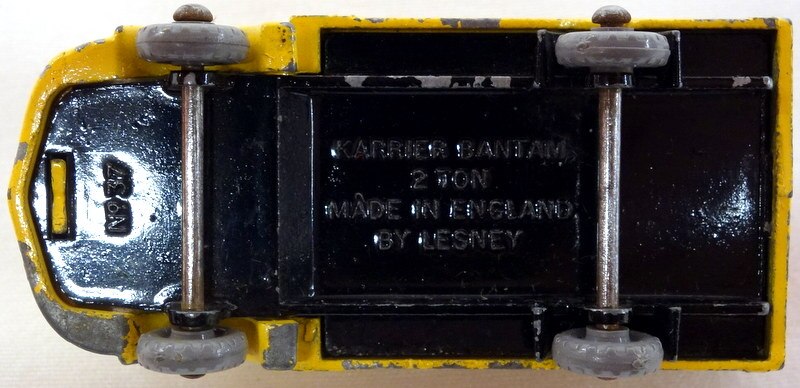 No 37
KARRIER BANTAM
2 TON
MADE IN ENGLAND
BY LESNEY